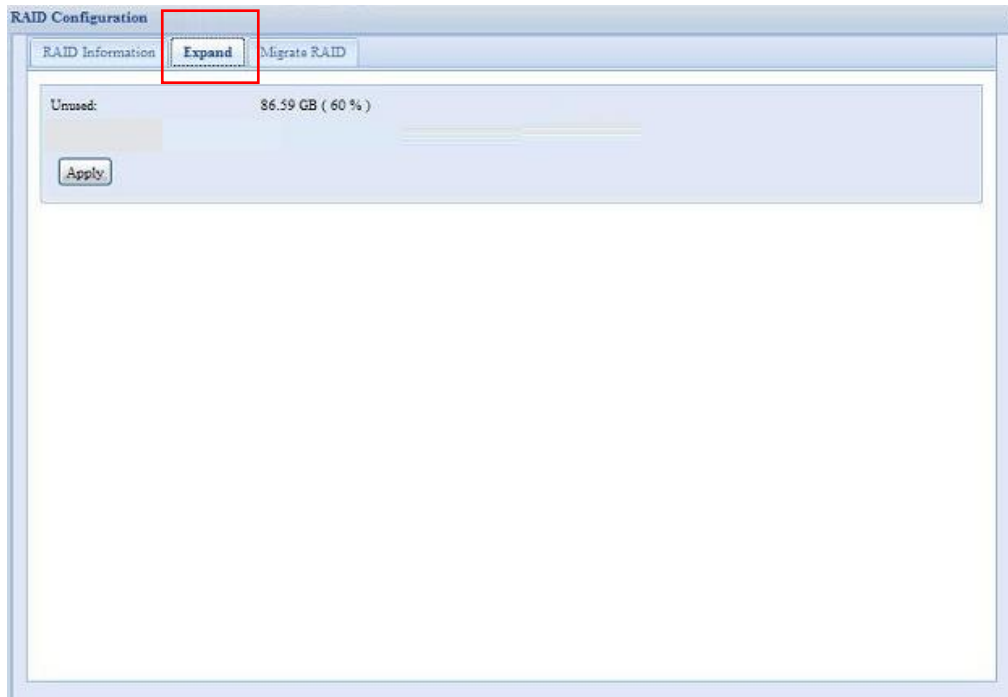 RAID Configuration
RAID Information Expand Migrate RAID
Unused: 86.59 GB ( 60 % )
Apply